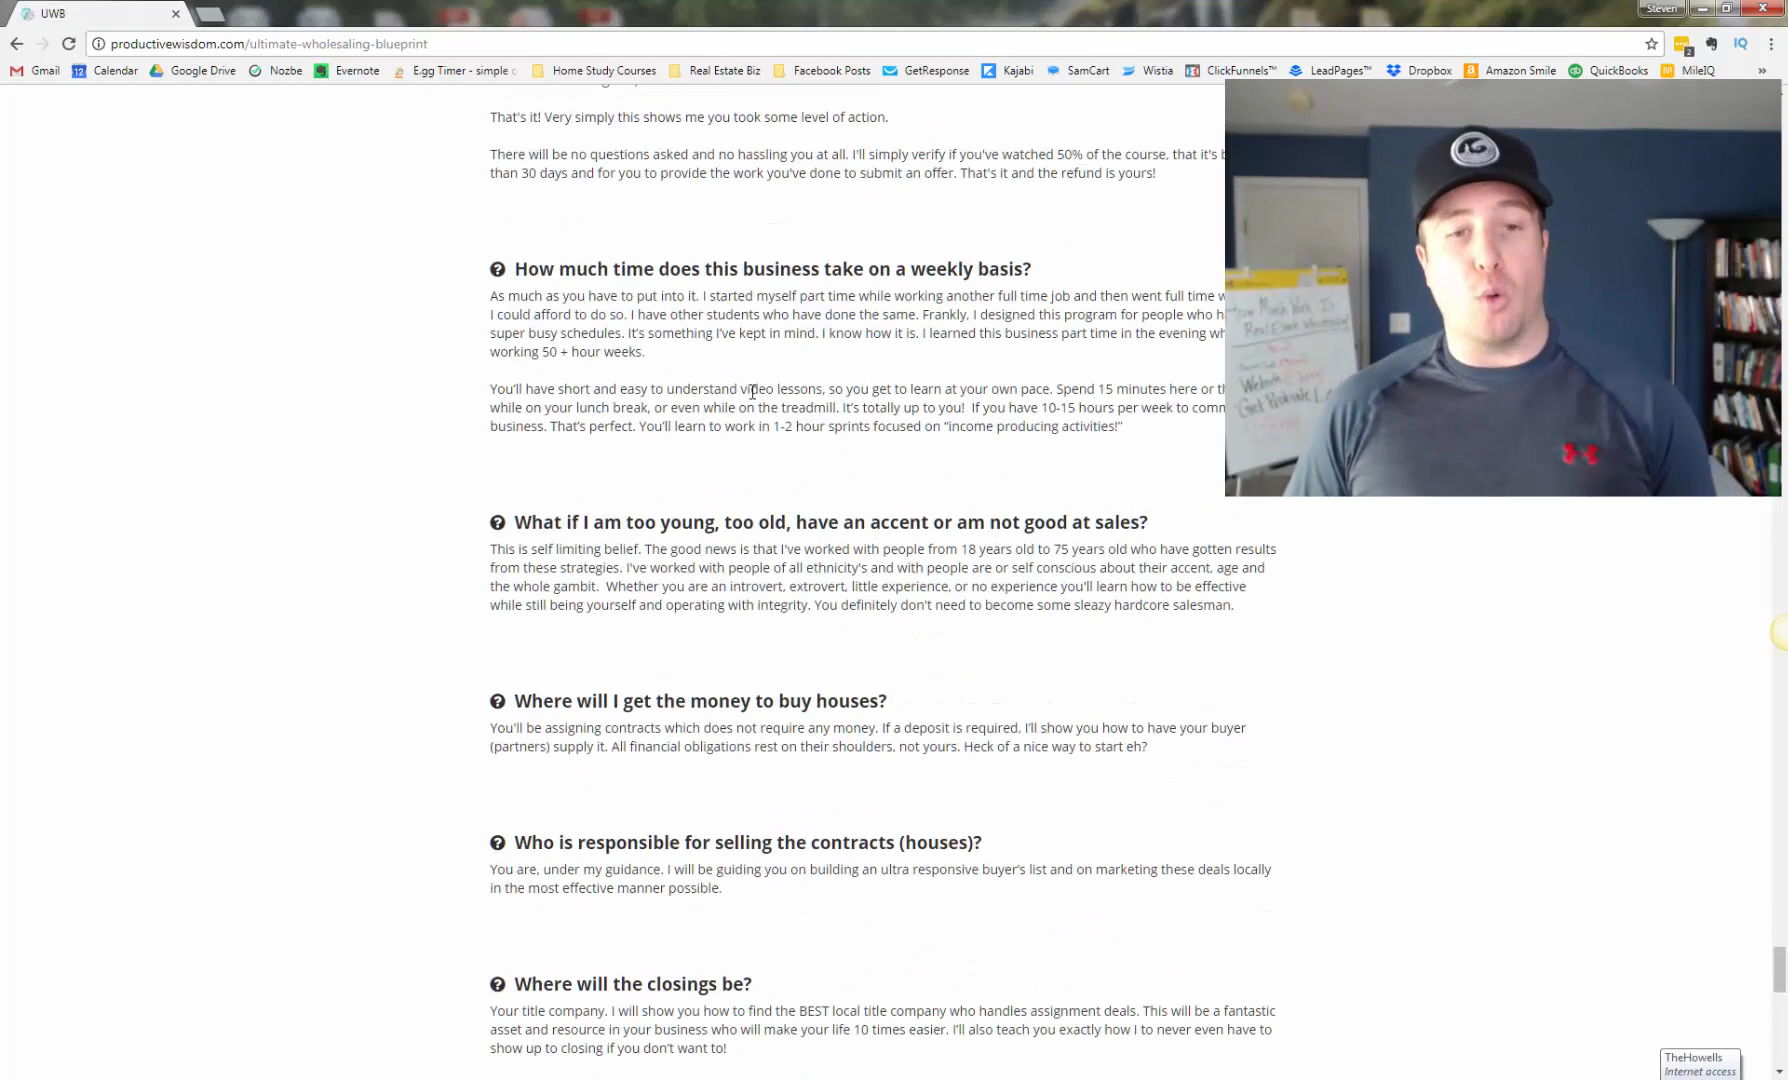 UWB
Steven
productivewisdom.com/ultimate-wholesaling-blueprint
Gmail
12 Calendar
Google Drive
Nozbe
Evernote
E.gg Timer - simple
Home Study Courses
Real Estate Biz
Facebook Posts
GetResponse
Kajabi
SamCart
Wistia
ClickFunnels™
LeadPages™
Dropbox
Amazon Smile
QuickBooks
MileIQ
»
That's it! Very simply this shows me you took some level of action.
There will be no questions asked and no hassling you at all. I'll simply verify if you've watched 50% of the course, that it's
than 30 days and for you to provide the work you've done to submit an offer. That's it and the refund is yours!
How much time does this business take on a weekly basis?
As much as you have to put into it. I started myself part time while working another full time job and then went full time
I could afford to do so. I have other students who have done the same. Frankly, I designed this program for people who
super busy schedules. It's something I've kept in mind. I know how it is. I learned this business part time in the evening
working 50 + hour weeks.
You'll have short and easy to understand video lessons, so you get to learn at your own pace. Spend 15 minutes here or
while on your lunch break, or even while on the treadmill. It's totally up to you! If you have 10-15 hours per week to
business. That's perfect. You'll learn to work in 1-2 hour sprints focused on “income producing activities!”
What if I am too young, too old, have an accent or am not good at sales?
This is self limiting belief. The good news is that I've worked with people from 18 years old to 75 years old who have gotten results
from these strategies. I've worked with people of all ethnicity's and with people are or self conscious about their accent, age and
the whole gambit. Whether you are an introvert, extrovert, little experience, or no experience you'll learn how to be effective
while still being yourself and operating with integrity. You definitely don't need to become some sleazy hardcore salesman.
Where will I get the money to buy houses?
You'll be assigning contracts which does not require any money. If a deposit is required, I'll show you how to have your buyer
(partners) supply it. All financial obligations rest on their shoulders, not yours. Heck of a nice way to start eh?
Who is responsible for selling the contracts (houses)?
You are, under my guidance. I will be guiding you on building an ultra responsive buyer's list and on marketing these deals locally
in the most effective manner possible.
Where will the closings be?
Your title company. I will show you how to find the BEST local title company who handles assignment deals. This will be a fantastic
asset and resource in your business who will make your life 10 times easier. I'll also teach you exactly how I to never even have to
show up to closing if you don't want to!
TheHowells
Internet access